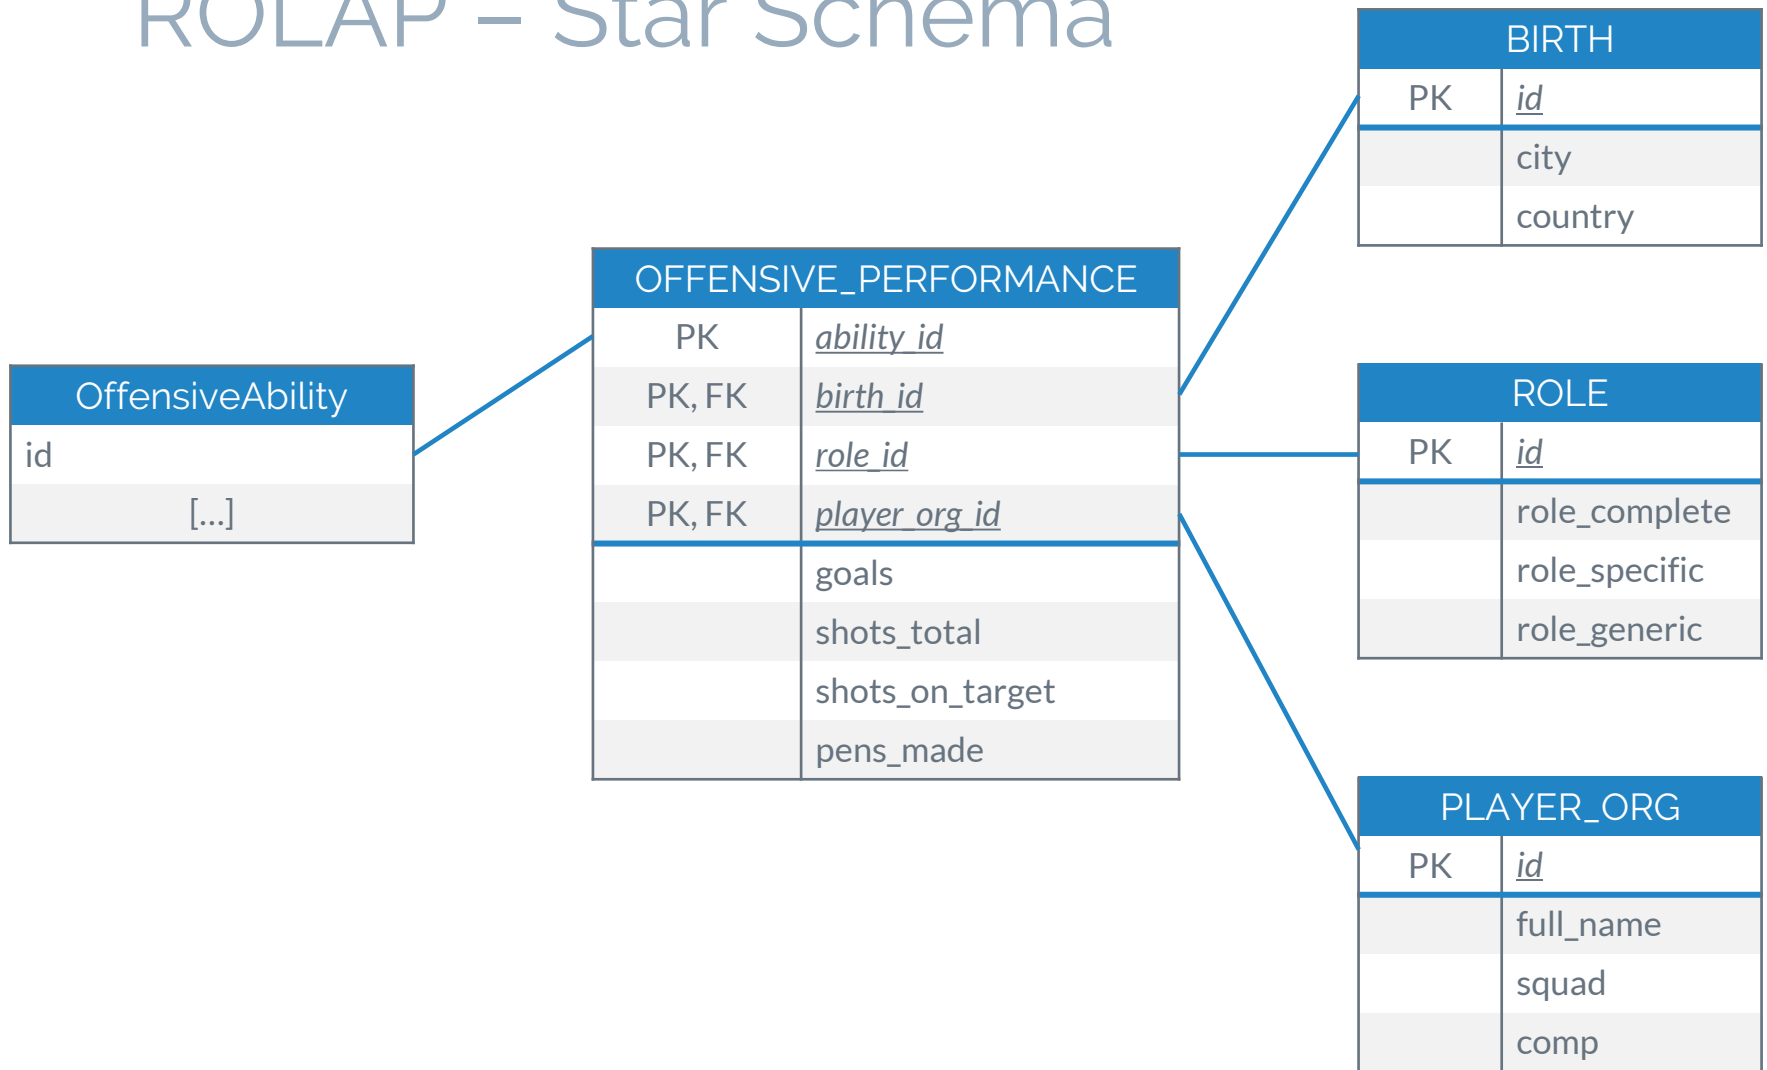 ROLAP – Star Schema
BIRTH
PK id
city
country
OFFENSIVE_PERFORMANCE
PK ability_id
PK, FK birth_id
PK, FK role_id
PK, FK player_org_id
goals
shots_total
shots_on_target
pens_made
OffensiveAbility
id
[...]
ROLE
PK id
role_complete
role_specific
role_generic
PLAYER_ORG
PK id
full_name
squad
comp